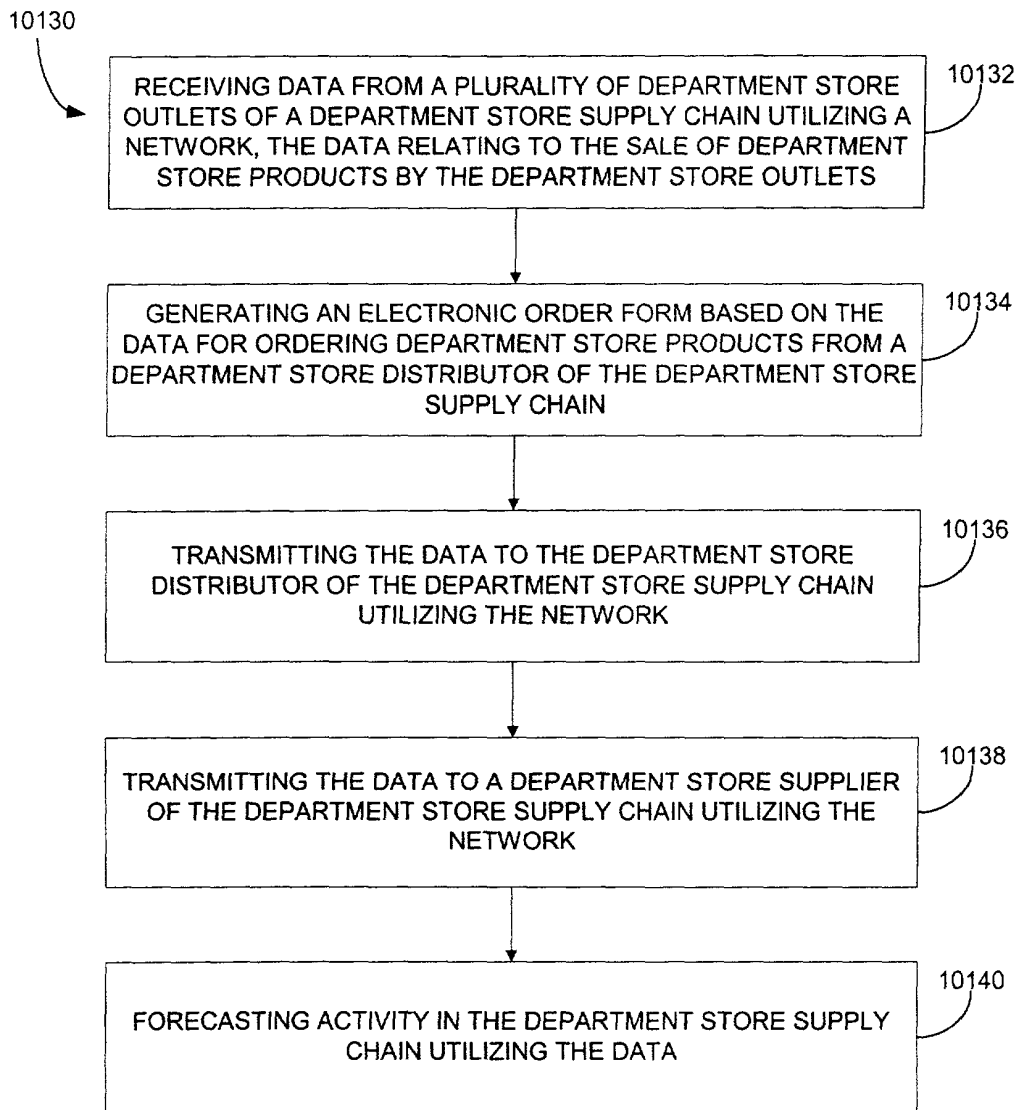 10130
RECEIVING DATA FROM A PLURALITY OF DEPARTMENT STORE
OUTLETS OF A DEPARTMENT STORE SUPPLY CHAIN UTILIZING A
NETWORK, THE DATA RELATING TO THE SALE OF DEPARTMENT
STORE PRODUCTS BY THE DEPARTMENT STORE OUTLETS
10132
GENERATING AN ELECTRONIC ORDER FORM BASED ON THE
DATA FOR ORDERING DEPARTMENT STORE PRODUCTS FROM A
DEPARTMENT STORE DISTRIBUTOR OF THE DEPARTMENT STORE
SUPPLY CHAIN
10134
TRANSMITTING THE DATA TO THE DEPARTMENT STORE
DISTRIBUTOR OF THE DEPARTMENT STORE SUPPLY CHAIN
UTILIZING THE NETWORK
10136
TRANSMITTING THE DATA TO A DEPARTMENT STORE SUPPLIER
OF THE DEPARTMENT STORE SUPPLY CHAIN UTILIZING THE
NETWORK
10138
FORECASTING ACTIVITY IN THE DEPARTMENT STORE SUPPLY
CHAIN UTILIZING THE DATA
10140